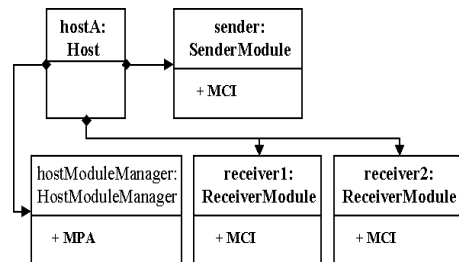 hostA:
Host
sender:
SenderModule
+ MCI
hostModuleManager:
HostModuleManager
+ MPA
receiver1:
ReceiverModule
+ MCI
receiver2:
ReceiverModule
+ MCI